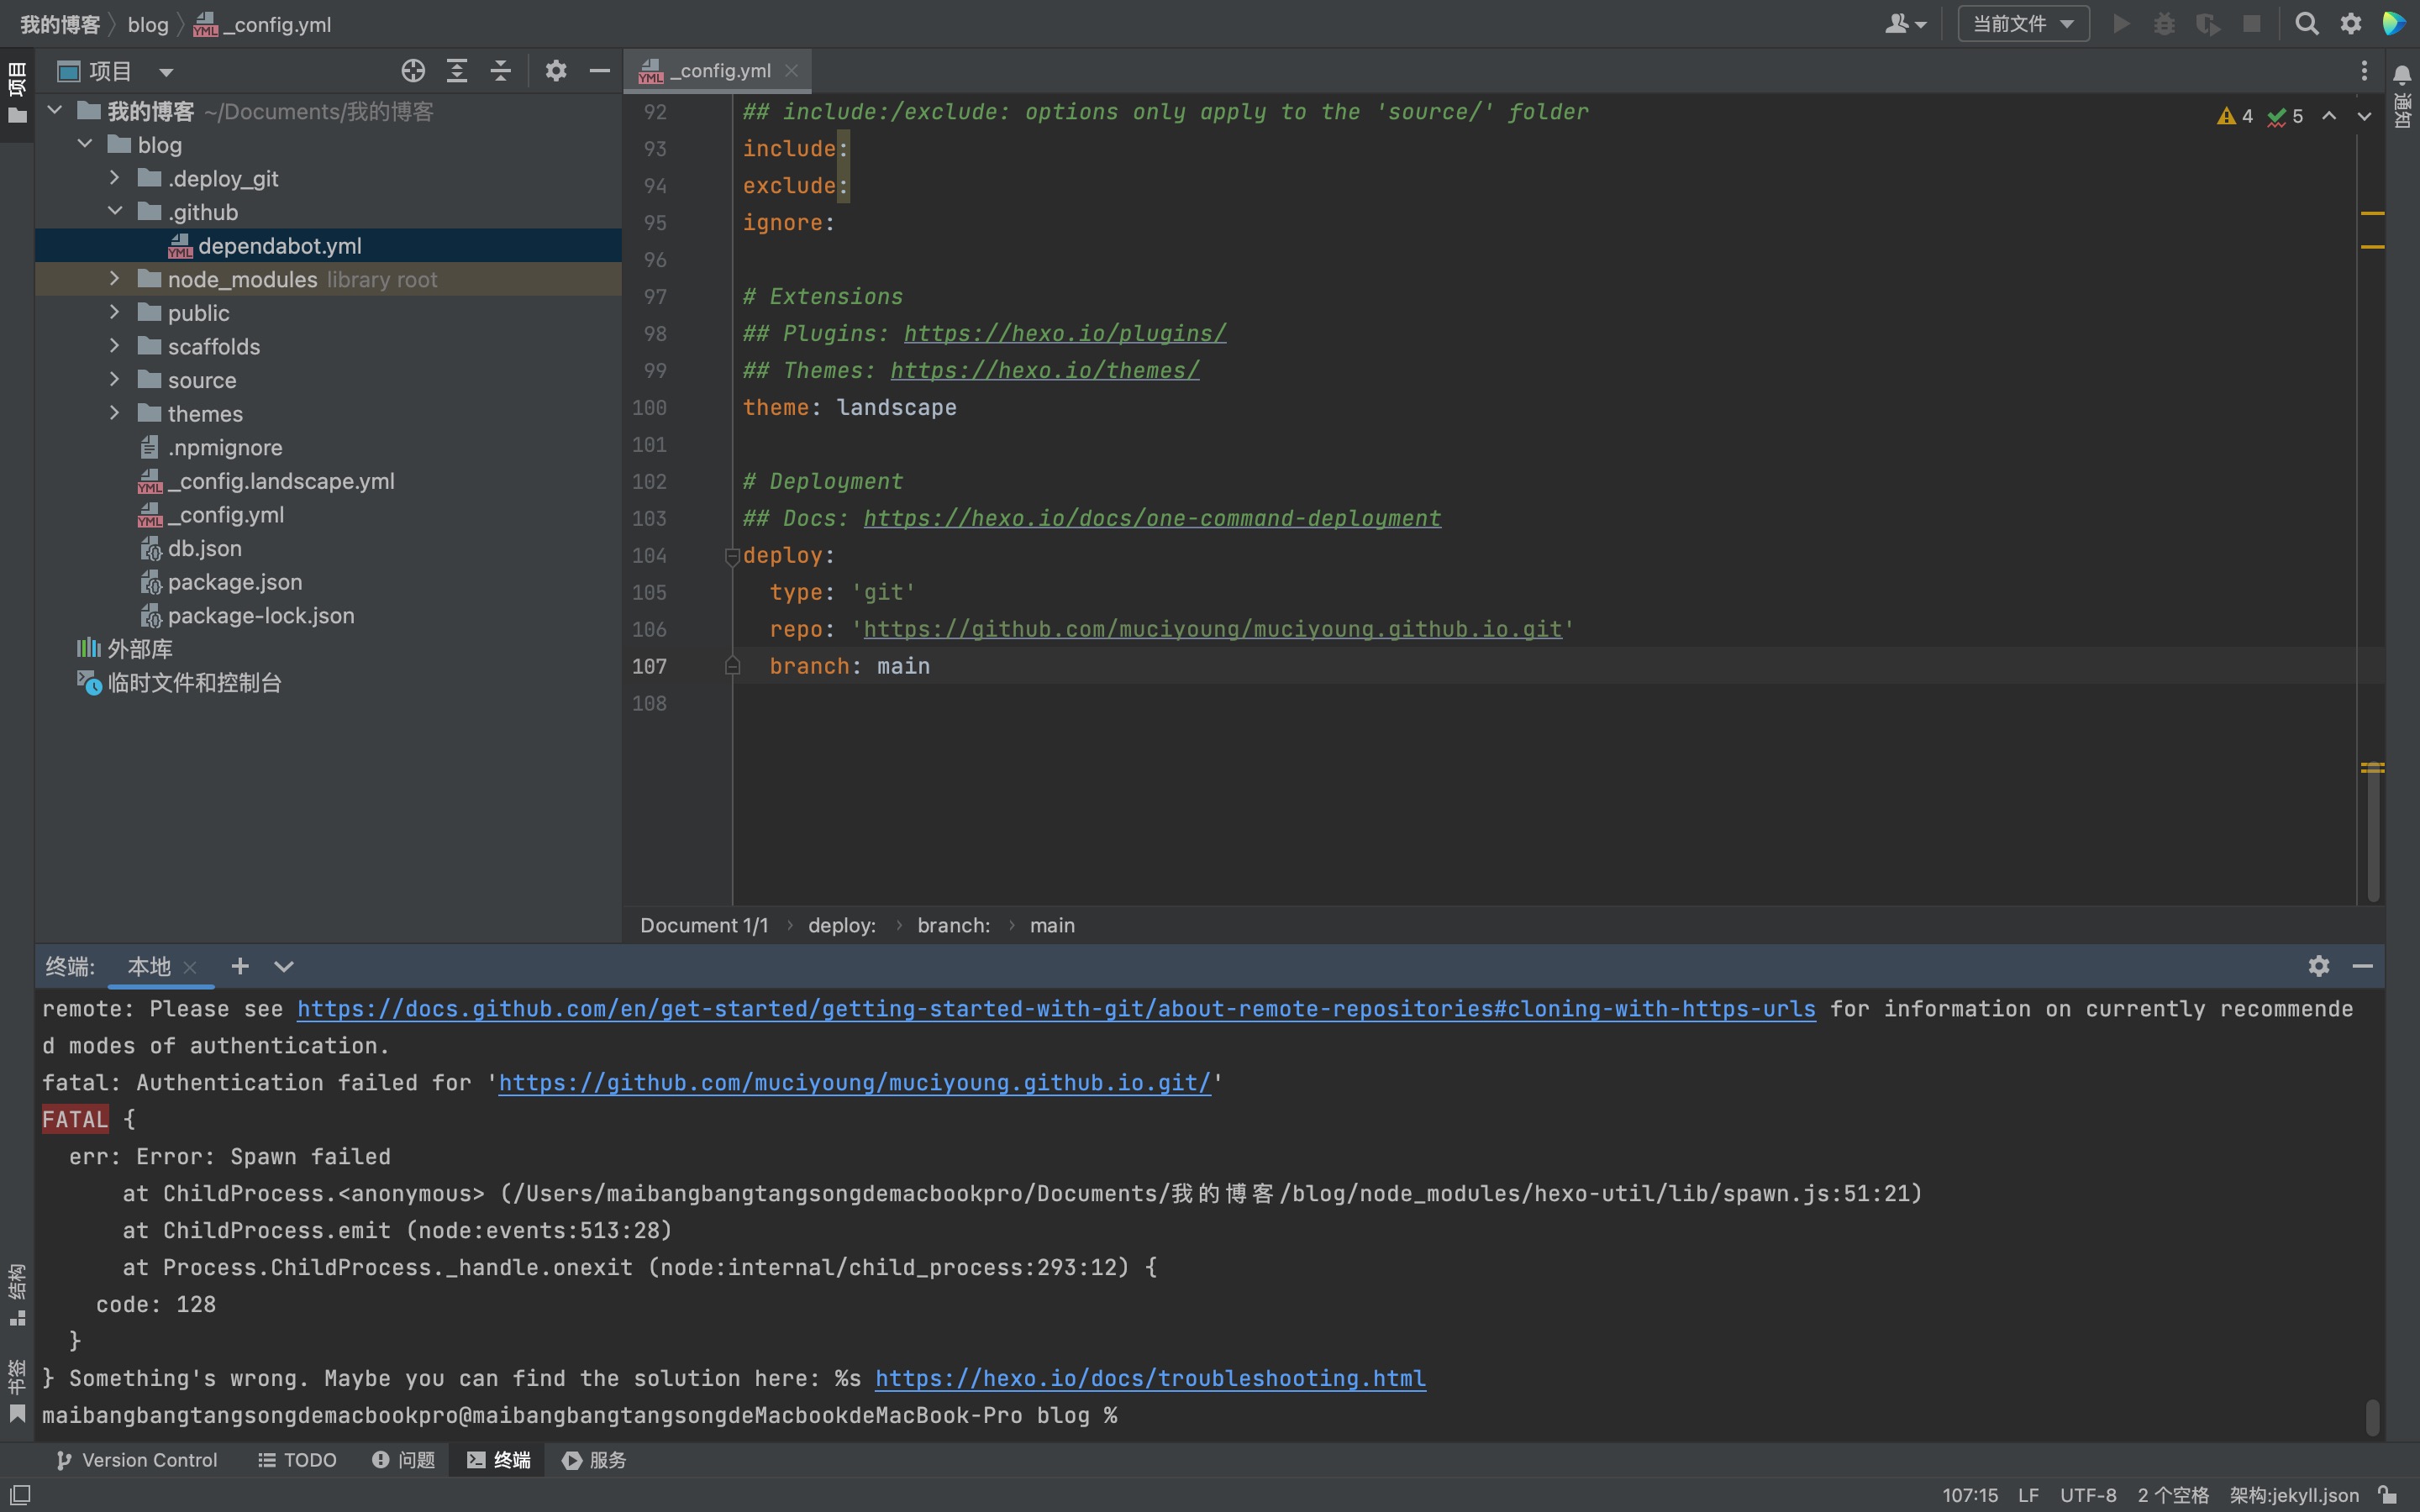 我的博客 〉 blog 〉 _config.yml
当前文件
项目
项目
我的博客 ~/Documents/我的博客
blog
.deploy_git
.github
dependabot.yml
node_modules library root
public
scaffolds
source
themes
.npmignore
_config.landscape.yml
_config.yml
db.json
package.json
package-lock.json
外部库
临时文件和控制台
_config.yml
4 5
通知
92 ## include:/exclude: options only apply to the 'source/' folder
93 include:
94 exclude:
95 ignore:
96
97 # Extensions
98 ## Plugins: https://hexo.io/plugins/
99 ## Themes: https://hexo.io/themes/
100 theme: landscape
101
102 # Deployment
103 ## Docs: https://hexo.io/docs/one-command-deployment
104 deploy:
105 type: 'git'
106 repo: 'https://github.com/muciyoung/muciyoung.github.io.git'
107 branch: main
108
Document 1/1 › deploy: › branch: › main
终端: 本地
remote: Please see https://docs.github.com/en/get-started/getting-started-with-git/about-remote-repositories#cloning-with-https-urls for information on currently recommende
d modes of authentication.
fatal: Authentication failed for 'https://github.com/muciyoung/muciyoung.github.io.git/'
FATAL {
err: Error: Spawn failed
at ChildProcess.<anonymous> (/Users/maibangbangtangsongdemacbookpro/Documents/我的博客/blog/node_modules/hexo-util/lib/spawn.js:51:21)
at ChildProcess.emit (node:events:513:28)
at Process.ChildProcess._handle.onexit (node:internal/child_process:293:12) {
code: 128
}
} Something's wrong. Maybe you can find the solution here: %s https://hexo.io/docs/troubleshooting.html
maibangbangtangsongdemacbookpro@maibangbangtangsongdeMacbookdeMacBook-Pro blog %
结构
书签
Version Control TODO 问题 终端 服务
107:15 LF UTF-8 2 个空格 架构:jekyll.json